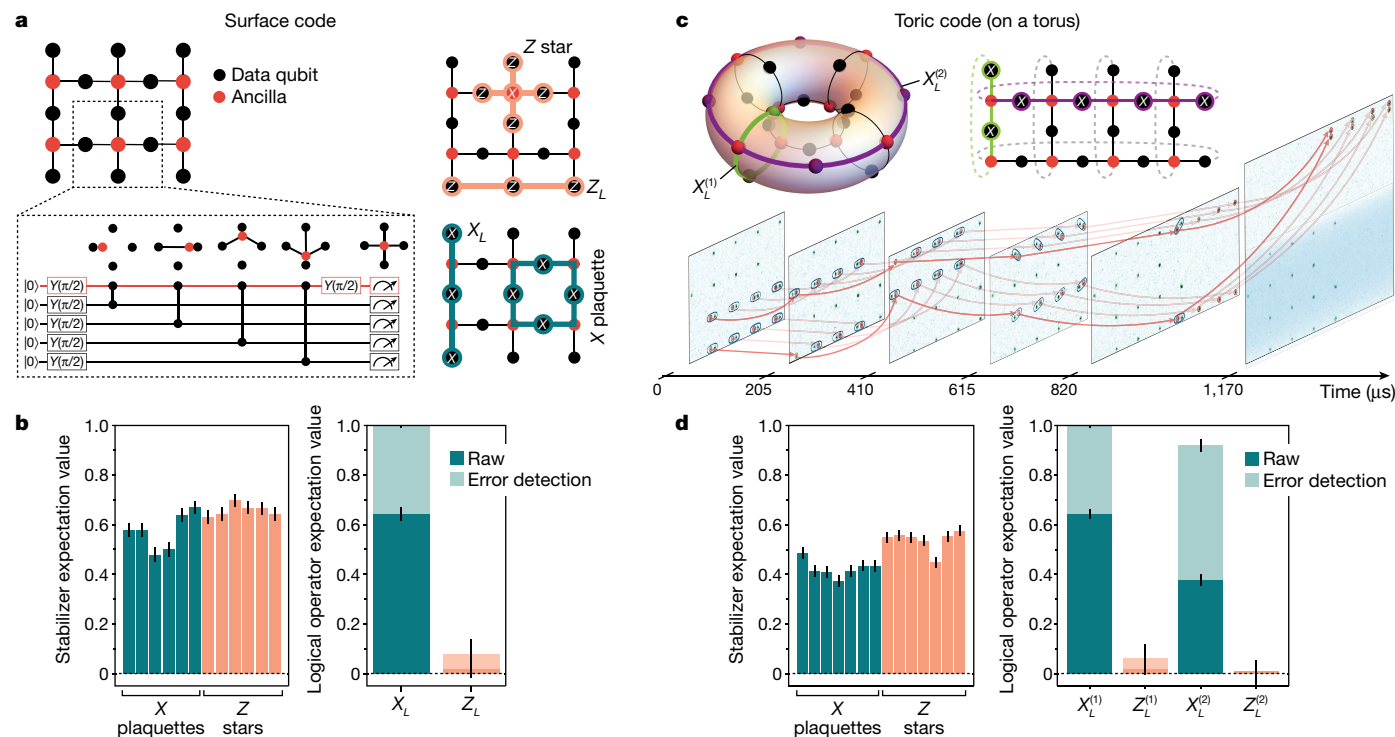 a
Surface code
Data qubit
Ancilla
Z star
Z Z X Z Z
Z Z Z
Z_L
|0⟩ Y(π/2) Y(π/2)
|0⟩ Y(π/2)
|0⟩ Y(π/2)
|0⟩ Y(π/2)
|0⟩ Y(π/2)
X_L
X X X
X X X X
X plaquette
c
Toric code (on a torus)
X_L^(2)
X_L^(1)
X
X X X X
X
0 205 410 615 820 1,170 Time (μs)
b
Stabilizer expectation value
1.0
0.8
0.6
0.4
0.2
0
X
plaquettes
Z
stars
Logical operator expectation value
1.0
0.8
0.6
0.4
0.2
0
Raw
Error detection
X_L Z_L
d
Stabilizer expectation value
1.0
0.8
0.6
0.4
0.2
0
X
plaquettes
Z
stars
Logical operator expectation value
1.0
0.8
0.6
0.4
0.2
0
Raw
Error detection
X_L^(1) Z_L^(1) X_L^(2) Z_L^(2)